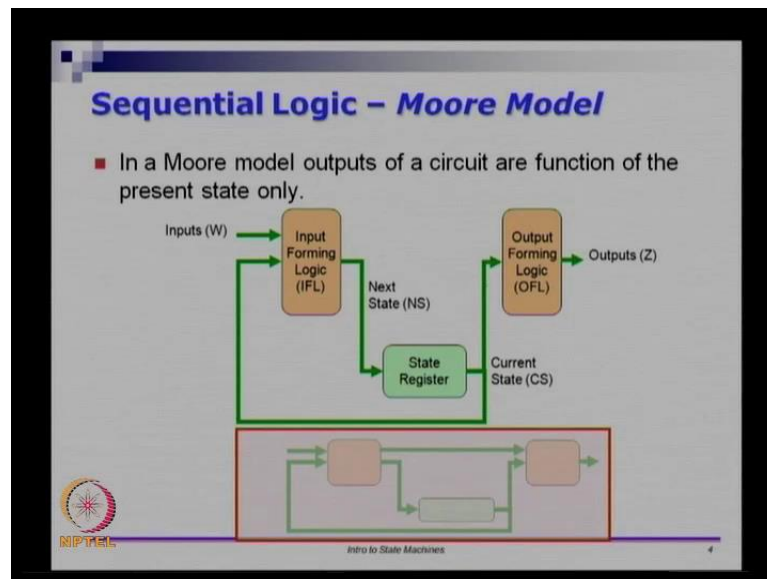 Sequential Logic – Moore Model
In a Moore model outputs of a circuit are function of the
present state only.
Inputs (W)
Input
Forming
Logic
(IFL)
Next
State (NS)
State
Register
Current
State (CS)
Output
Forming
Logic
(OFL)
Outputs (Z)
NPTEL
Intro to State Machines
4